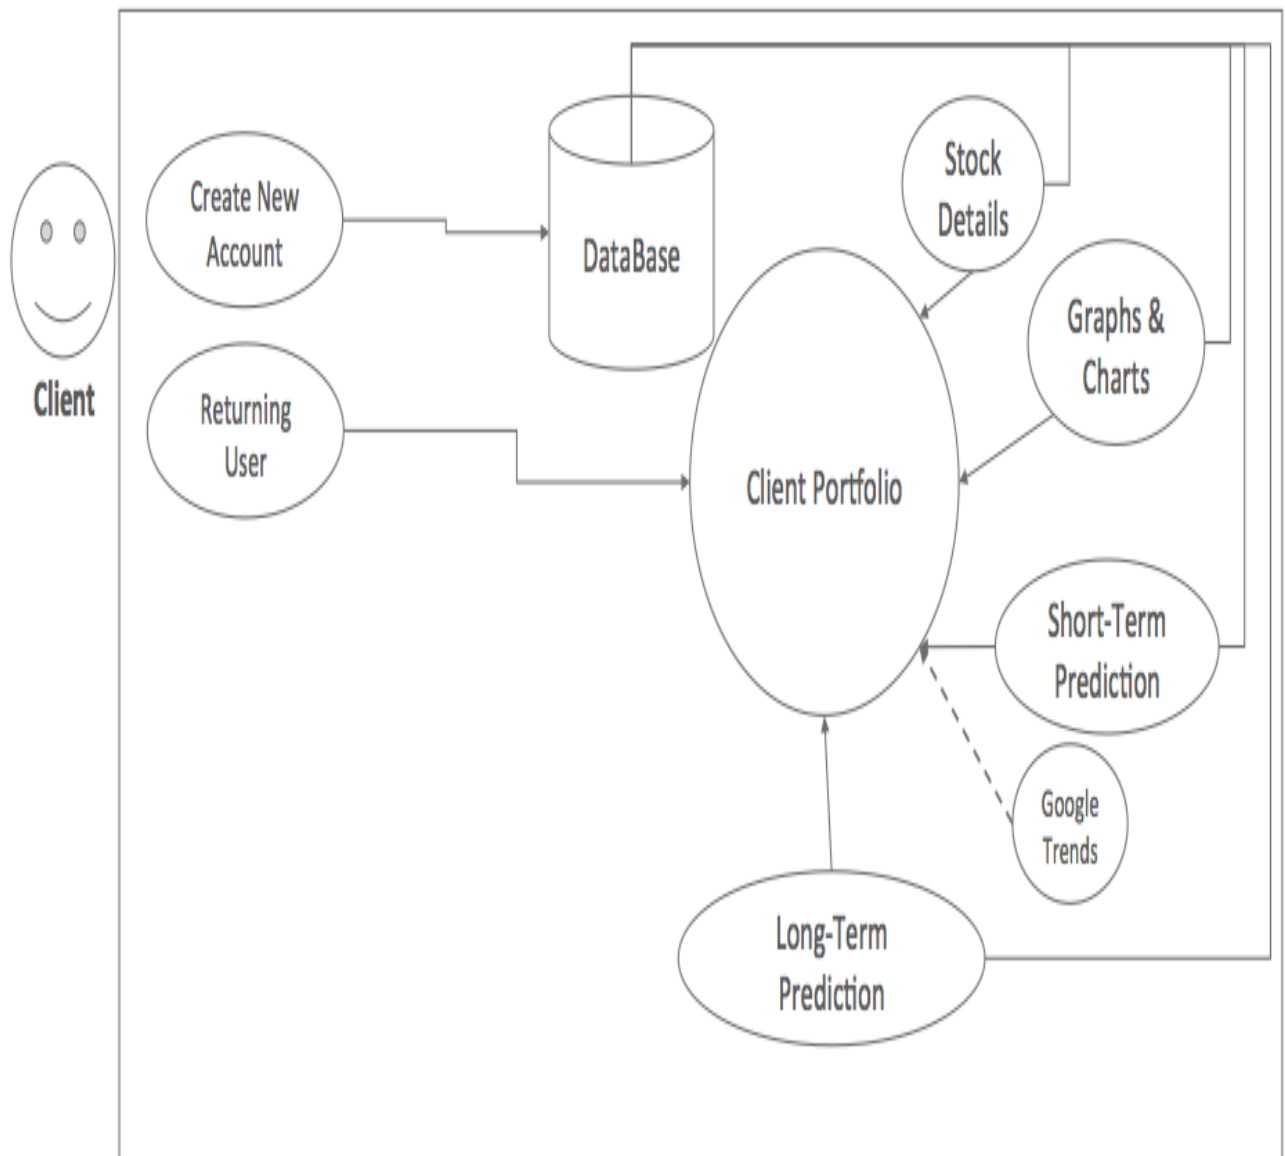 Client
Create New
Account
Returning
User
DataBase
Client Portfolio
Stock
Details
Graphs &
Charts
Short-Term
Prediction
Google
Trends
Long-Term
Prediction